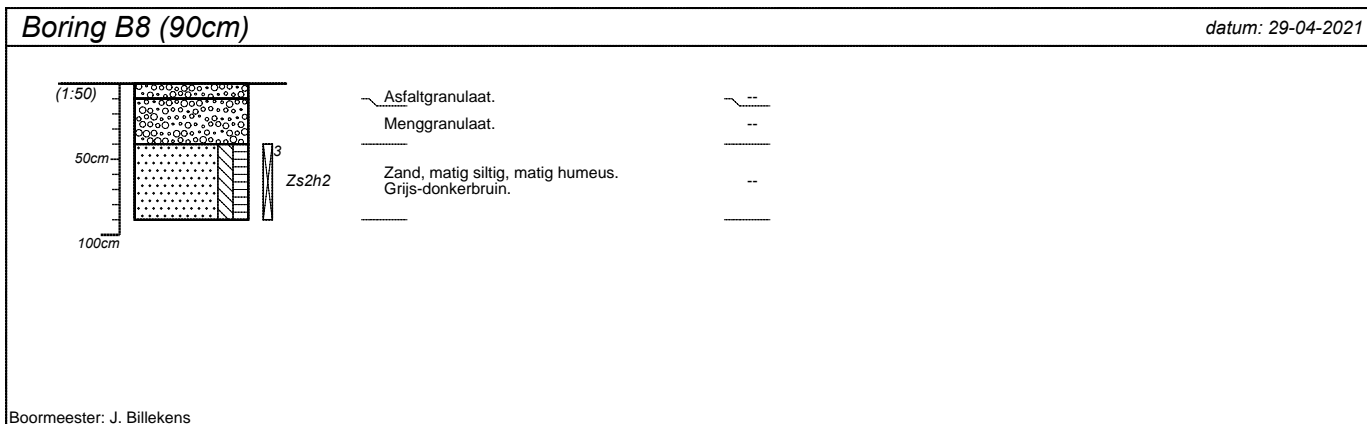 Boring B8 (90cm)
datum: 29-04-2021
(1:50)
Asfaltgranulaat.
--
Menggranulaat.
--
3
50cm
Zs2h2
Zand, matig siltig, matig humeus.
Grijs-donkerbruin.
--
100cm
Boormeester: J. Billekens